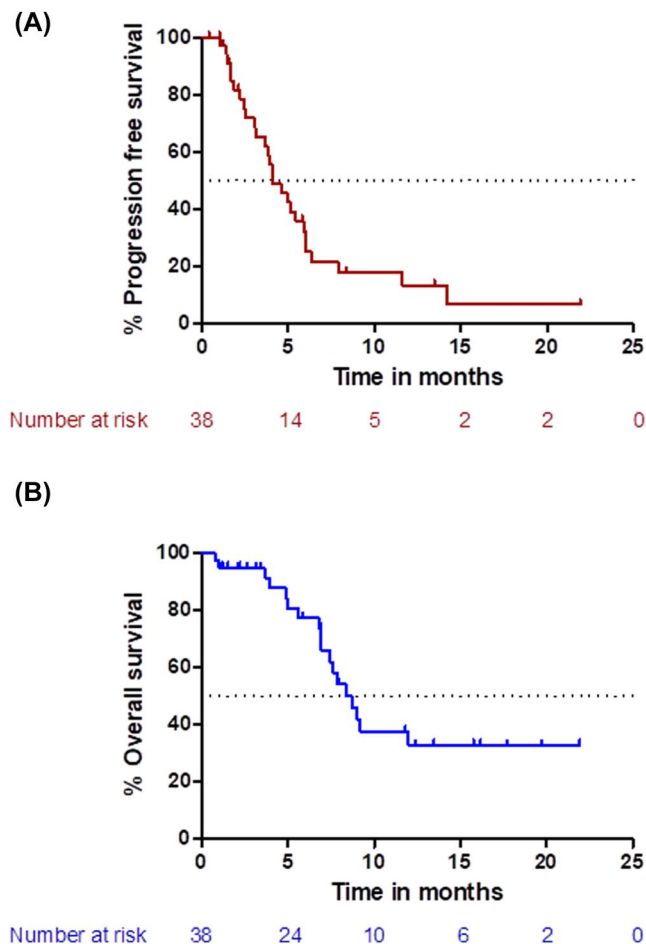 (A)
% Progression free survival
100
80
60
40
20
0
0 5 10 15 20 25
Time in months
Number at risk 38 14 5 2 2 0
(B)
% Overall survival
100
80
60
40
20
0
0 5 10 15 20 25
Time in months
Number at risk 38 24 10 6 2 0